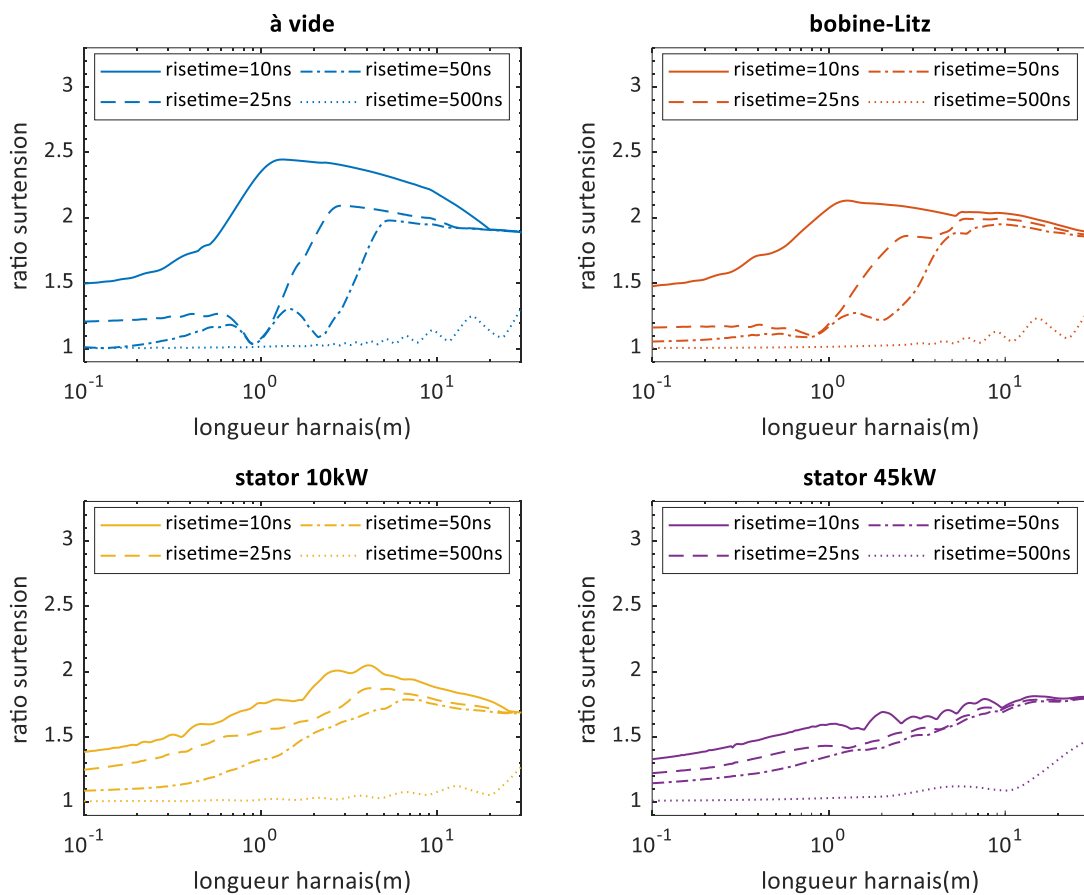 à vide
ratio surtension
3
2.5
2
1.5
1
risetime=10ns
risetime=50ns
risetime=25ns
risetime=500ns
10^-1
10^0
10^1
longueur harnais(m)
bobine-Litz
ratio surtension
3
2.5
2
1.5
1
risetime=10ns
risetime=50ns
risetime=25ns
risetime=500ns
10^-1
10^0
10^1
longueur harnais(m)
stator 10kW
ratio surtension
3
2.5
2
1.5
1
risetime=10ns
risetime=50ns
risetime=25ns
risetime=500ns
10^-1
10^0
10^1
longueur harnais(m)
stator 45kW
ratio surtension
3
2.5
2
1.5
1
risetime=10ns
risetime=50ns
risetime=25ns
risetime=500ns
10^-1
10^0
10^1
longueur harnais(m)